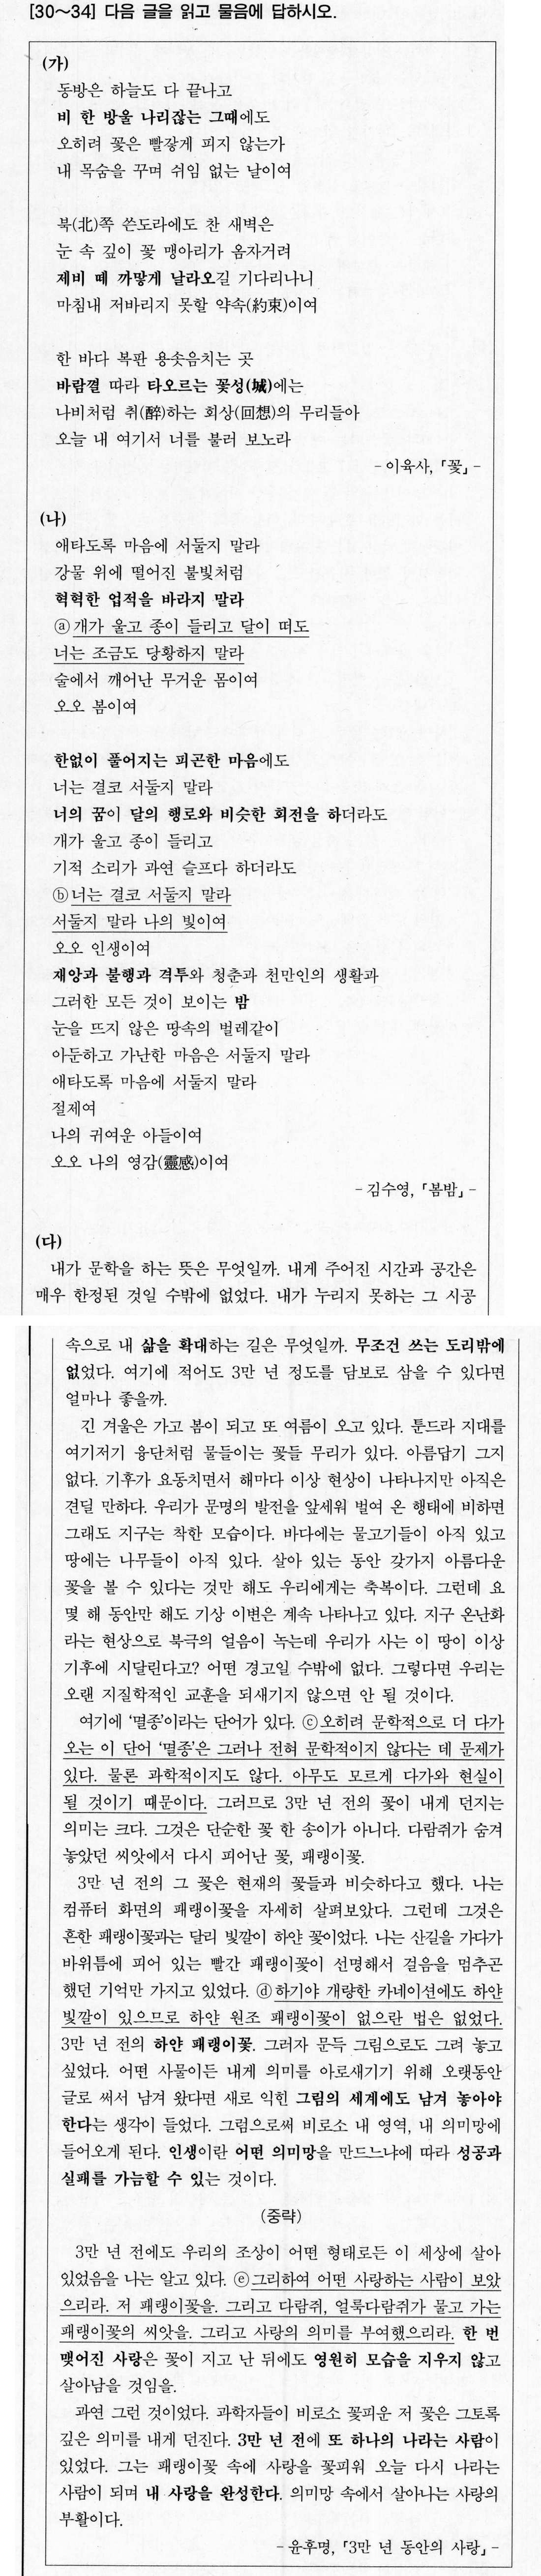 [30～34] 다음 글을 읽고 물음에 답하시오.
(가)
동방은 하늘도 다 끝나고
비 한 방울 나리잖는 그때에도
오히려 꽃은 빨갛게 피지 않는가
내 목숨을 꾸며 쉬임 없는 날이여
북(北)쪽 쓴도라에도 찬 새벽은
눈 속 깊이 꽃 맹아리가 옴자거려
제비 떼 까맣게 날라오길 기다리나니
마침내 저바리지 못할 약속(約束)이여
한 바다 복판 용솟음치는 곳
바람껼 따라 타오르는 꽃성(城)에는
나비처럼 취(醉)하는 회상(回想)의 무리들아
오늘 내 여기서 너를 불러 보노라
- 이육사, 「꽃」 -
(나)
애타도록 마음에 서둘지 말라
강물 위에 떨어진 불빛처럼
혁혁한 업적을 바라지 말라
ⓐ 개가 울고 종이 들리고 달이 떠도
너는 조금도 당황하지 말라
술에서 깨어난 무거운 몸이여
오오 봄이여
한없이 풀어지는 피곤한 마음에도
너는 결코 서둘지 말라
너의 꿈이 달의 행로와 비슷한 회전을 하더라도
개가 울고 종이 들리고
기적 소리가 과연 슬프다 하더라도
ⓑ 너는 결코 서둘지 말라
서둘지 말라 나의 빛이여
오오 인생이여
재앙과 불행과 격투와 청춘과 천만인의 생활과
그러한 모든 것이 보이는 밤
눈을 뜨지 않은 땅속의 벌레같이
아둔하고 가난한 마음은 서둘지 말라
애타도록 마음에 서둘지 말라
절제여
나의 귀여운 아들이여
오오 나의 영감(靈感)이여
- 김수영, 「봄밤」 -
(다)
내가 문학을 하는 뜻은 무엇일까. 내게 주어진 시간과 공간은
매우 한정된 것일 수밖에 없었다. 내가 누리지 못하는 그 시공
속으로 내 삶을 확대하는 길은 무엇일까. 무조건 쓰는 도리밖에
없었다. 여기에 적어도 3만 년 정도를 담보로 삼을 수 있다면
얼마나 좋을까.
긴 겨울은 가고 봄이 되고 또 여름이 오고 있다. 툰드라 지대를
여기저기 융단처럼 물들이는 꽃들 무리가 있다. 아름답기 그지
없다. 기후가 요동치면서 해마다 이상 현상이 나타나지만 아직은
견딜 만하다. 우리가 문명의 발전을 앞세워 벌여 온 행태에 비하면
그래도 지구는 착한 모습이다. 바다에는 물고기들이 아직 있고
땅에는 나무들이 아직 있다. 살아 있는 동안 갖가지 아름다운
꽃을 볼 수 있다는 것만 해도 우리에게는 축복이다. 그런데 요
몇 해 동안만 해도 기상 이변은 계속 나타나고 있다. 지구 온난화
라는 현상으로 북극의 얼음이 녹는데 우리가 사는 이 땅이 이상
기후에 시달린다고? 어떤 경고일 수밖에 없다. 그렇다면 우리는
오랜 지질학적인 교훈을 되새기지 않으면 안 될 것이다.
여기에 '멸종'이라는 단어가 있다. ⓒ 오히려 문학적으로 더 다가
오는 이 단어 '멸종'은 그러나 전혀 문학적이지 않다는 데 문제가
있다. 물론 과학적이지도 않다. 아무도 모르게 다가와 현실이
될 것이기 때문이다. 그러므로 3만 년 전의 꽃이 내게 던지는
의미는 크다. 그것은 단순한 꽃 한 송이가 아니다. 다람쥐가 숨겨
놓았던 씨앗에서 다시 피어난 꽃, 패랭이꽃.
3만 년 전의 그 꽃은 현재의 꽃들과 비슷하다고 했다. 나는
컴퓨터 화면의 패랭이꽃을 자세히 살펴보았다. 그런데 그것은
흔한 패랭이꽃과는 달리 빛깔이 하얀 꽃이었다. 나는 산길을 가다가
바위틈에 피어 있는 빨간 패랭이꽃이 선명해서 걸음을 멈추곤
했던 기억만 가지고 있었다. ⓓ 하기야 개량한 카네이션에도 하얀
빛깔이 있으므로 하얀 원조 패랭이꽃이 없으란 법은 없었다.
3만 년 전의 하얀 패랭이꽃. 그러자 문득 그림으로도 그려 놓고
싶었다. 어떤 사물이든 내게 의미를 아로새기기 위해 오랫동안
글로 써서 남겨 왔다면 새로 익힌 그림의 세계에도 남겨 놓아야
한다는 생각이 들었다. 그럼으로써 비로소 내 영역, 내 의미망에
들어오게 된다. 인생이란 어떤 의미망을 만드느냐에 따라 성공과
실패를 가늠할 수 있는 것이다.
(중략)
3만 년 전에도 우리의 조상이 어떤 형태로든 이 세상에 살아
있었음을 나는 알고 있다. ⓔ 그리하여 어떤 사랑하는 사람이 보았
으리라. 저 패랭이꽃을. 그리고 다람쥐, 얼룩다람쥐가 물고 가는
패랭이꽃의 씨앗을. 그리고 사랑의 의미를 부여했으리라. 한 번
맺어진 사랑은 꽃이 지고 난 뒤에도 영원히 모습을 지우지 않고
살아남을 것임을.
과연 그런 것이었다. 과학자들이 비로소 꽃피운 저 꽃은 그토록
깊은 의미를 내게 던진다. 3만 년 전에 또 하나의 나라는 사람이
있었다. 그는 패랭이꽃 속에 사랑을 꽃피워 오늘 다시 나라는
사람이 되며 내 사랑을 완성한다. 의미망 속에서 살아나는 사랑의
부활이다.
- 윤후명, 「3만 년 동안의 사랑」 -